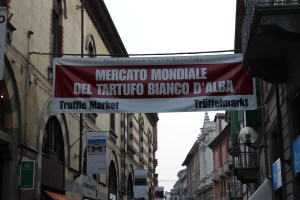 MERCATO MONDIALE
DEL TARTUFO BIANCO D'ALBA
Truffle Market Trüffelmarkt